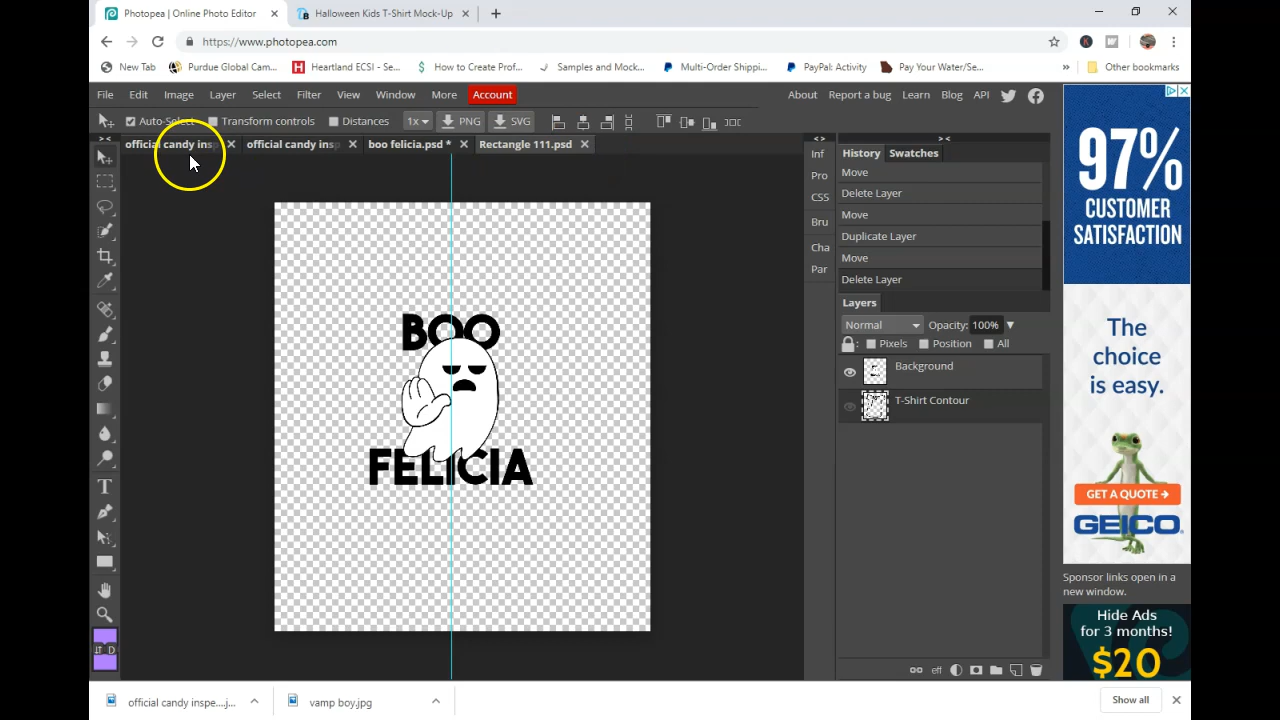 Photopea | Online Photo Editor
Halloween Kids T-Shirt Mock-Up
https://www.photopea.com
New Tab
Purdue Global Cam...
Heartland ECSI - Se...
How to Create Prof...
Samples and Mock...
Multi-Order Shippi...
PayPal: Activity
Pay Your Water/Se...
»
Other bookmarks
File Edit Image Layer Select Filter View Window More Account
About Report a bug Learn Blog API
Auto-Select Transform controls Distances 1x PNG SVG
official candy insp
official candy insp
boo felicia.psd *
Rectangle 111.psd
BOO
FELICIA
Inf
Pro
CSS
Bru
Cha
Par
History Swatches
Move
Delete Layer
Move
Duplicate Layer
Move
Delete Layer
Layers
Normal Opacity: 100%
Pixels Position All
Background
T-Shirt Contour
eff
97%
CUSTOMER
SATISFACTION
The
choice
is easy.
GET A QUOTE
GEICO
Sponsor links open in a
new window.
Hide Ads
for 3 months!
$20
official candy inspe....j...
vamp boy.jpg
Show all